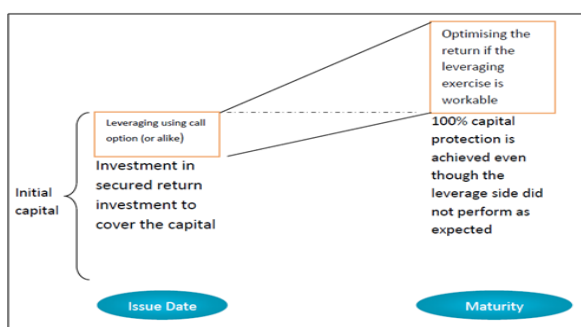 Optimising the
return if the
leveraging
exercise is
workable
Leveraging using call
option (or alike)
100% capital
protection is
achieved even
though the
leverage side did
not perform as
expected
Investment in
secured return
investment to
cover the capital
Initial
capital
Issue Date
Maturity